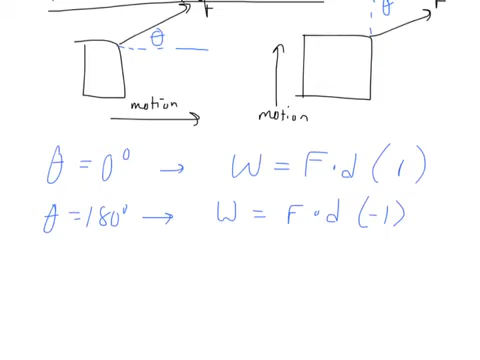 F
F
θ
θ
motion
motion
θ = 0° → W = F·d (1)
θ = 180° → W = F·d (-1)